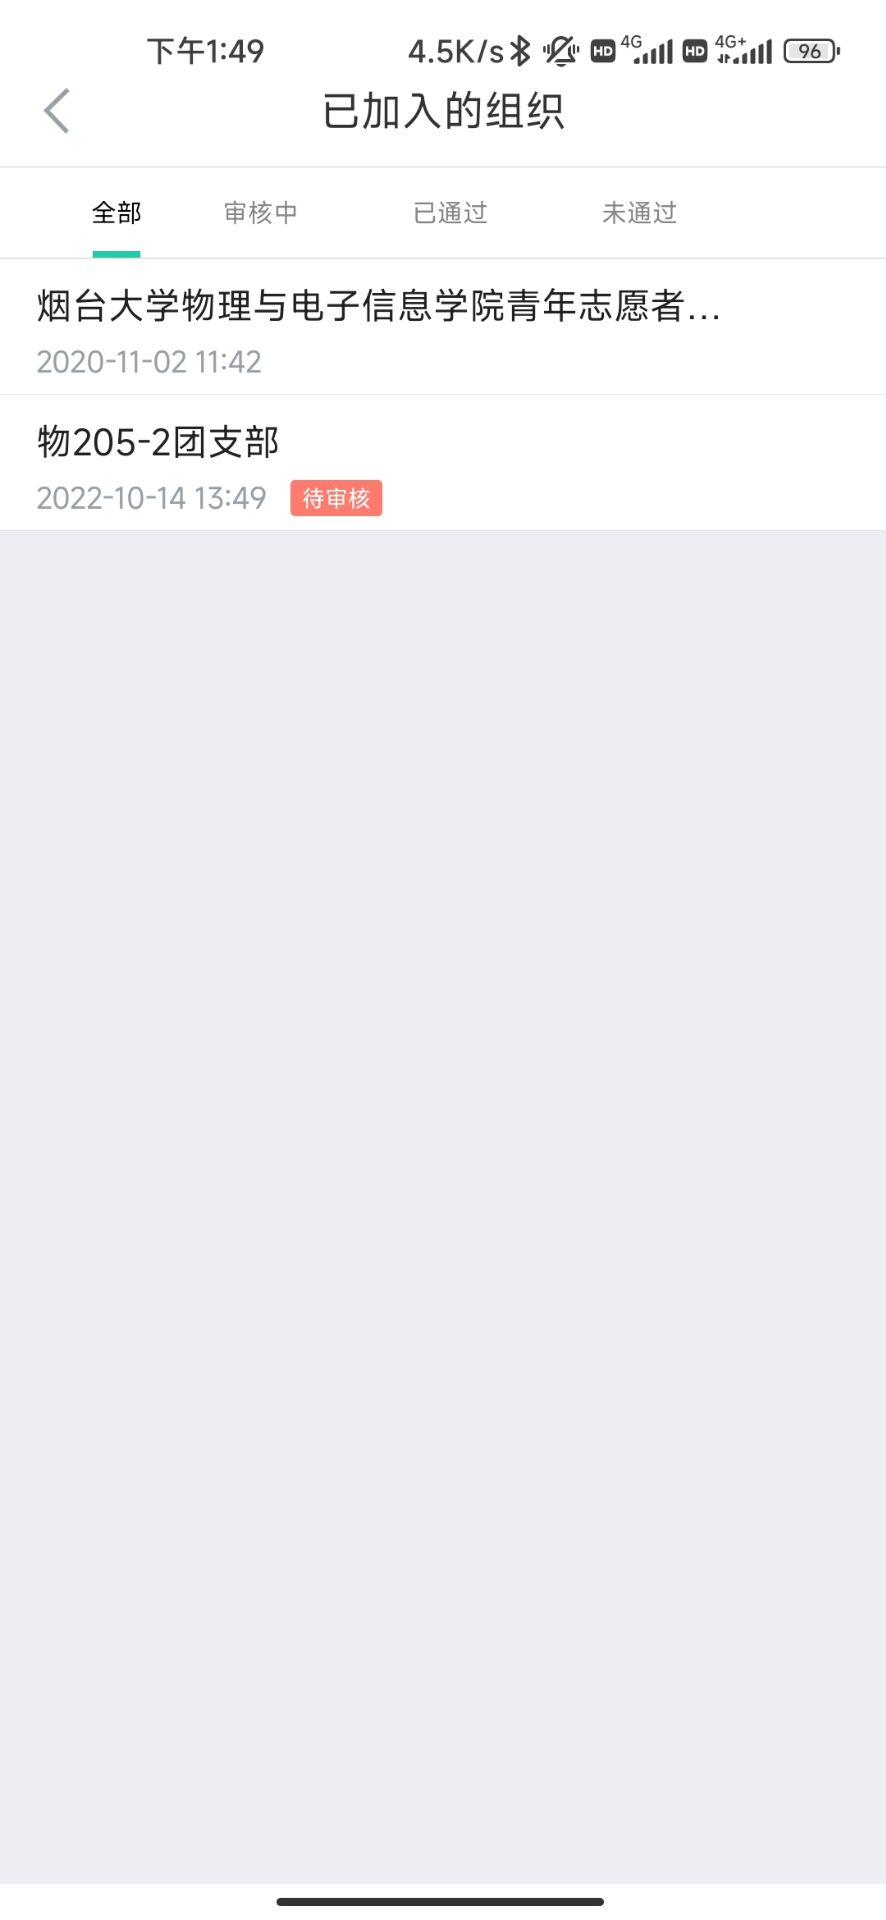 下午1:49 4.5K/s HD 4G HD 4G+ 96
已加入的组织
全部 审核中 已通过 未通过
烟台大学物理与电子信息学院青年志愿者...
2020-11-02 11:42
物205-2团支部
2022-10-14 13:49 待审核